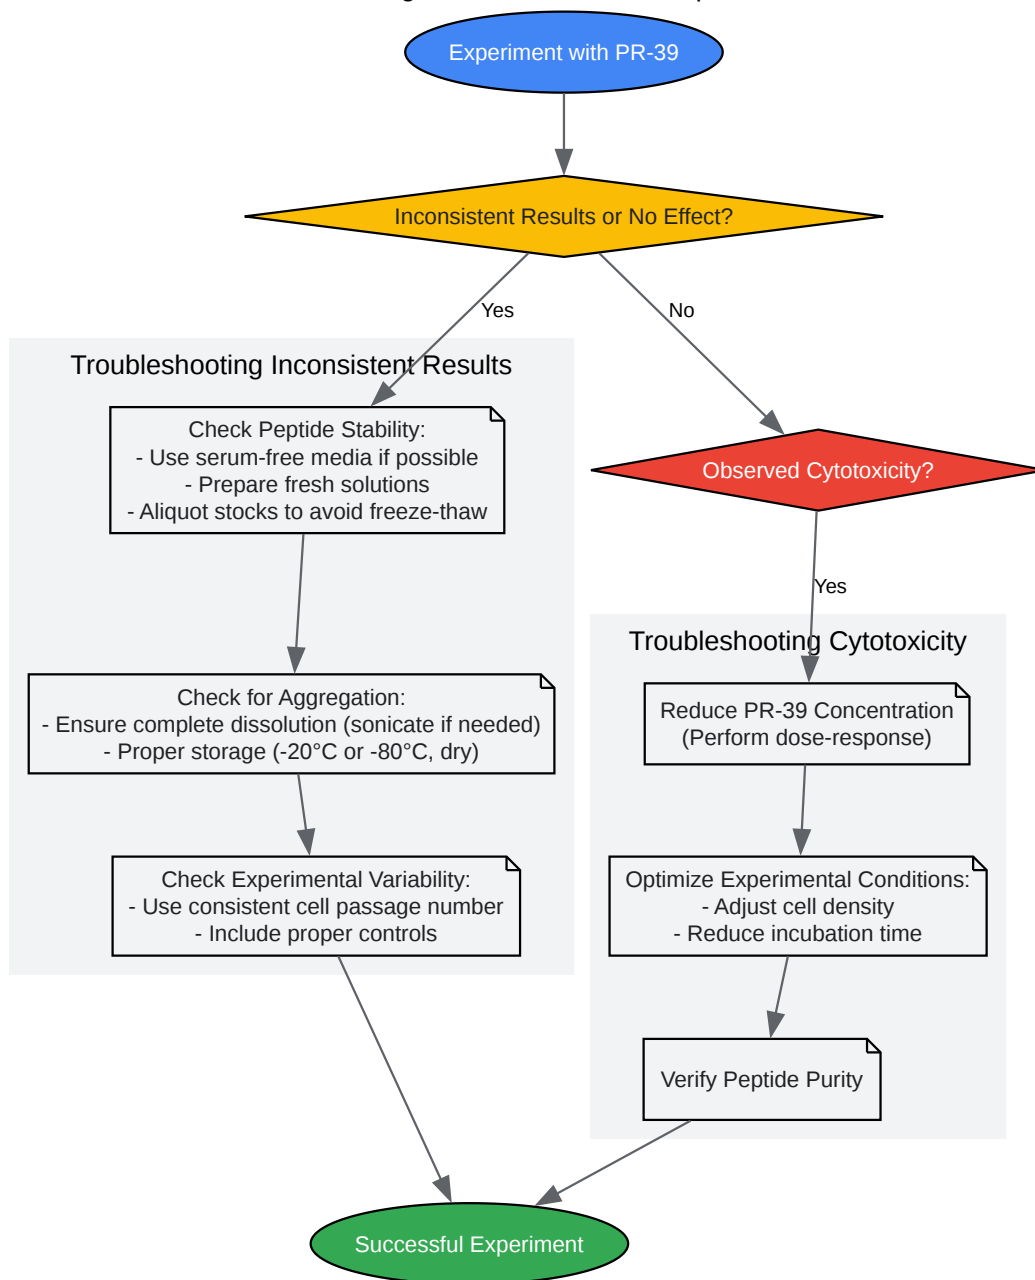 Experiment with PR-39
Inconsistent Results or No Effect?
Yes
No
Troubleshooting Inconsistent Results
Check Peptide Stability:
- Use serum-free media if possible
- Prepare fresh solutions
- Aliquot stocks to avoid freeze-thaw
Observed Cytotoxicity?
Yes
Troubleshooting Cytotoxicity
Check for Aggregation:
- Ensure complete dissolution (sonicate if needed)
- Proper storage (-20°C or -80°C, dry)
Reduce PR-39 Concentration
(Perform dose-response)
Check Experimental Variability:
- Use consistent cell passage number
- Include proper controls
Optimize Experimental Conditions:
- Adjust cell density
- Reduce incubation time
Verify Peptide Purity
Successful Experiment